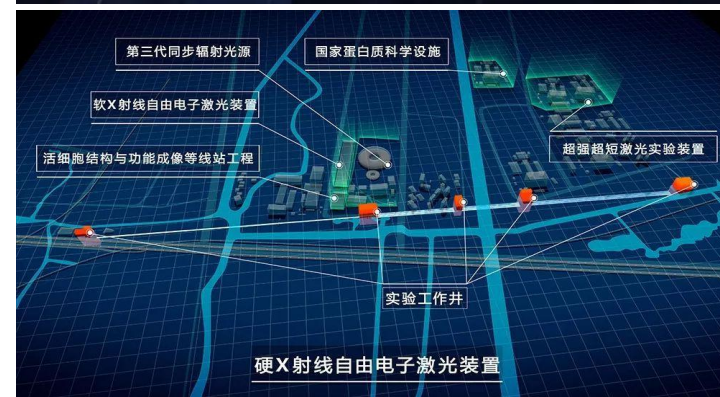 第三代同步辐射光源
国家蛋白质科学设施
软X射线自由电子激光装置
活细胞结构与功能成像等线站工程
超强超短激光实验装置
实验工作井
硬X射线自由电子激光装置